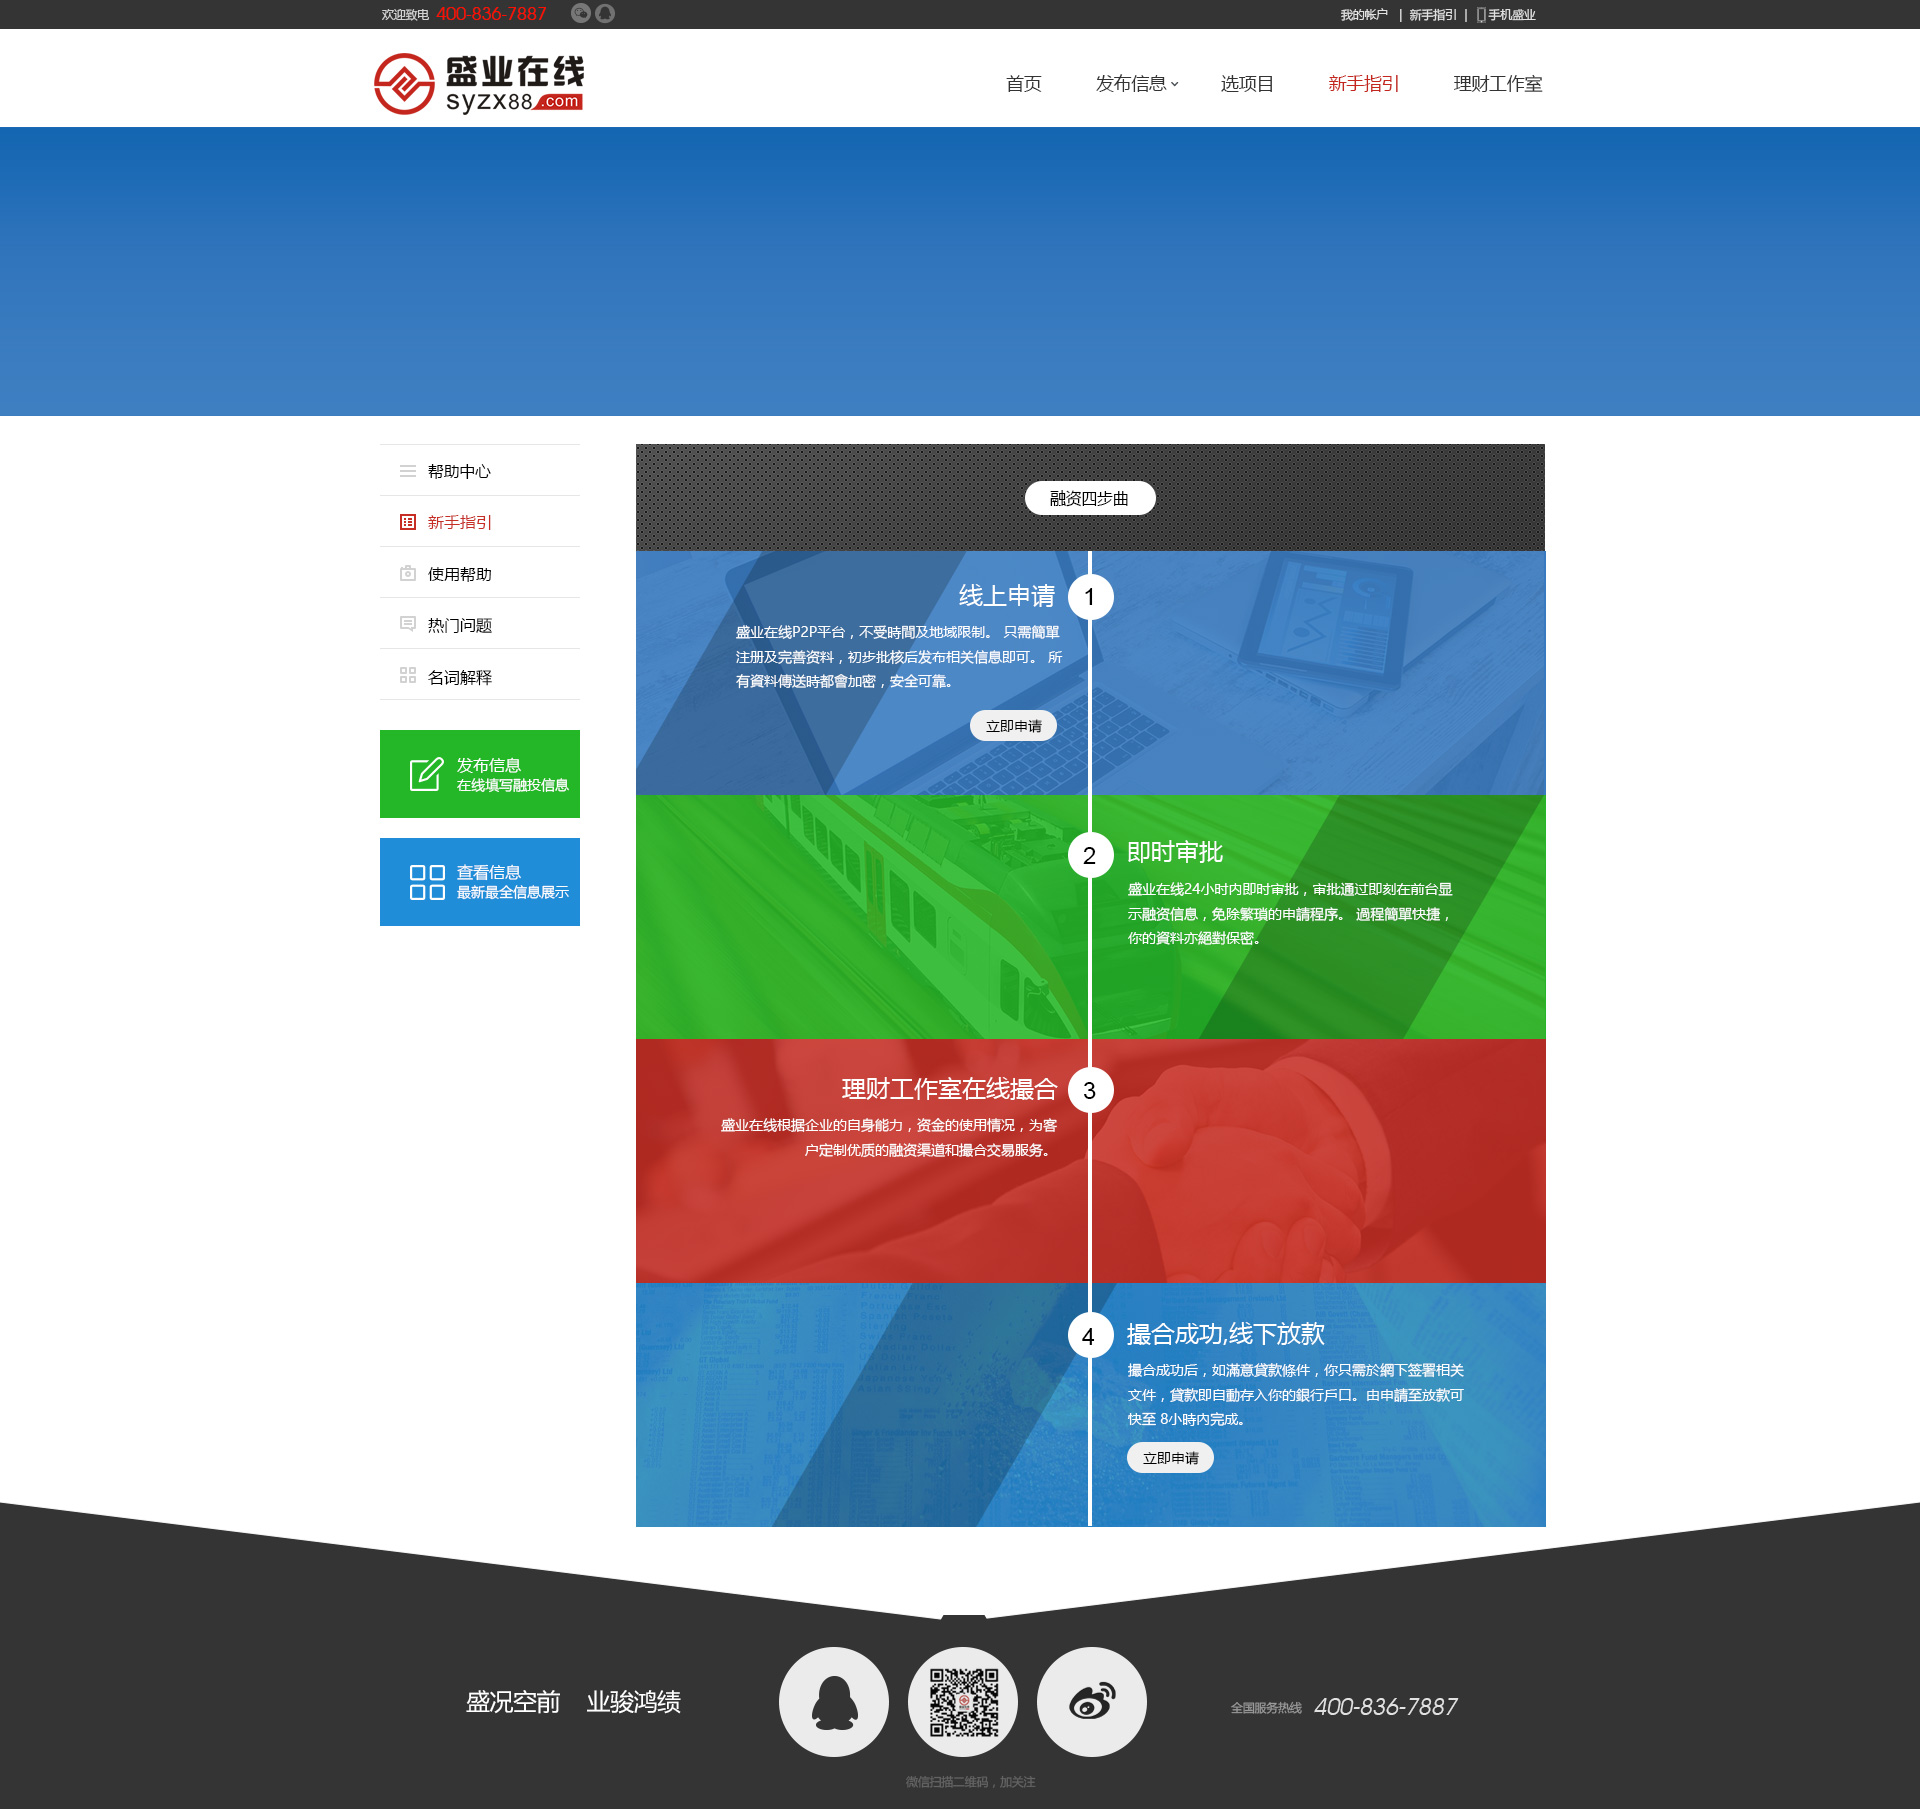 欢迎致电 400-836-7887
我的帐户 | 新手指引 | 手机盛业
盛业在线
syzx88.com
首页 发布信息 选项目 新手指引 理财工作室
帮助中心
新手指引
使用帮助
热门问题
名词解释
发布信息
在线填写融投信息
查看信息
最新最全信息展示
融资四步曲
线上申请
1
盛业在线P2P平台，不受時間及地域限制。 只需簡單
注册及完善资料，初步批核后发布相关信息即可。 所
有資料傳送時都會加密，安全可靠。
立即申请
2
即时审批
盛业在线24小时内即时审批，审批通过即刻在前台显
示融资信息，免除繁琐的申請程序。 過程簡單快捷，
你的資料亦絕對保密。
理财工作室在线撮合
3
盛业在线根据企业的自身能力，资金的使用情况，为客
户定制优质的融资渠道和撮合交易服务。
4
撮合成功,线下放款
撮合成功后，如滿意貸款條件，你只需於網下签署相关
文件，貸款即自動存入你的銀行戶口。由申請至放款可
快至 8小時内完成。
立即申请
盛况空前 业骏鸿绩
全国服务热线 400-836-7887
微信扫描二维码，加关注